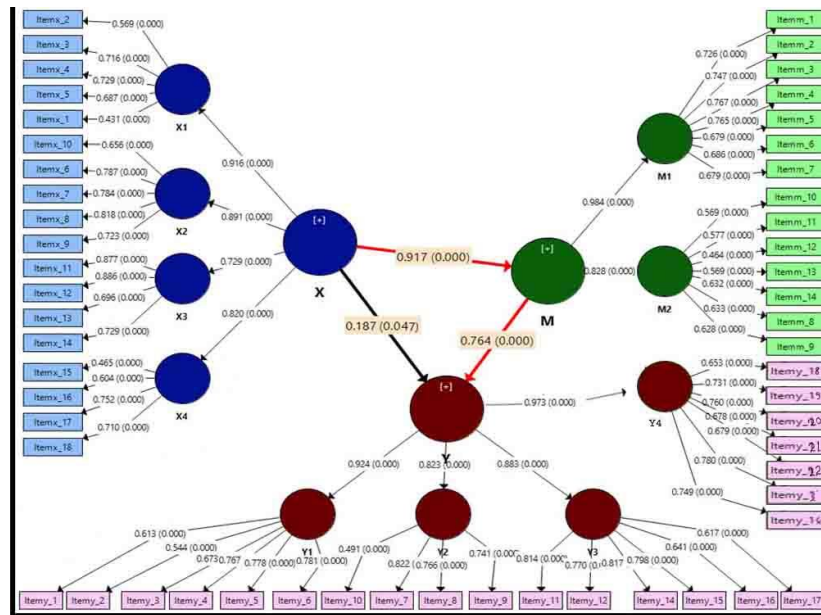 Itemx_2
Itemx_3
Itemx_4
Itemx_5
Itemx_1
Itemx_10
Itemx_6
Itemx_7
Itemx_8
Itemx_9
Itemx_11
Itemx_12
Itemx_13
Itemx_14
Itemx_15
Itemx_16
Itemx_17
Itemx_18
0.569 (0.000)
0.716 (0.000)
0.729 (0.000)
0.687 (0.000)
0.431 (0.000)
0.656 (0.000)
0.787 (0.000)
0.784 (0.000)
0.818 (0.000)
0.723 (0.000)
0.877 (0.000)
0.886 (0.000)
0.696 (0.000)
0.729 (0.000)
0.465 (0.000)
0.604 (0.000)
0.752 (0.000)
0.710 (0.000)
X1
X2
X3
X4
0.916 (0.000)
0.891 (0.000)
0.729 (0.000)
0.820 (0.000)
[+]
X
0.917 (0.000)
0.187 (0.047)
0.764 (0.000)
[+]
M
0.984 (0.000)
0.828 (0.000)
M1
M2
0.726 (0.000)
0.747 (0.000)
0.767 (0.000)
0.765 (0.000)
0.679 (0.000)
0.686 (0.000)
0.679 (0.000)
0.569 (0.000)
0.577 (0.000)
0.464 (0.000)
0.569 (0.000)
0.632 (0.000)
0.633 (0.000)
0.628 (0.000)
Itemm_1
Itemm_2
Itemm_3
Itemm_4
Itemm_5
Itemm_6
Itemm_7
Itemm_10
Itemm_11
Itemm_12
Itemm_13
Itemm_14
Itemm_8
Itemm_9
[+]
Y
0.973 (0.000)
Y4
0.653 (0.000)
0.731 (0.000)
0.760 (0.000)
0.678 (0.000)
0.679 (0.000)
0.780 (0.000)
0.749 (0.000)
Itemy_18
0.924 (0.000)
0.823 (0.000)
0.883 (0.000)
Y1
Y2
Y3
0.613 (0.000)
0.544 (0.000)
0.673
0.767
0.778 (0.000)
0.781 (0.000)
0.491 (0.000)
0.822
0.766 (0.000)
0.741 (0.000)
0.814 (0.000)
0.770
0.817
0.798 (0.000)
0.641 (0.000)
0.617 (0.000)
Itemy_1
Itemy_2
Itemy_3
Itemy_4
Itemy_5
Itemy_6
Itemy_10
Itemy_7
Itemy_8
Itemy_9
Itemy_11
Itemy_12
Itemy_14
Itemy_15
Itemy_16
Itemy_17